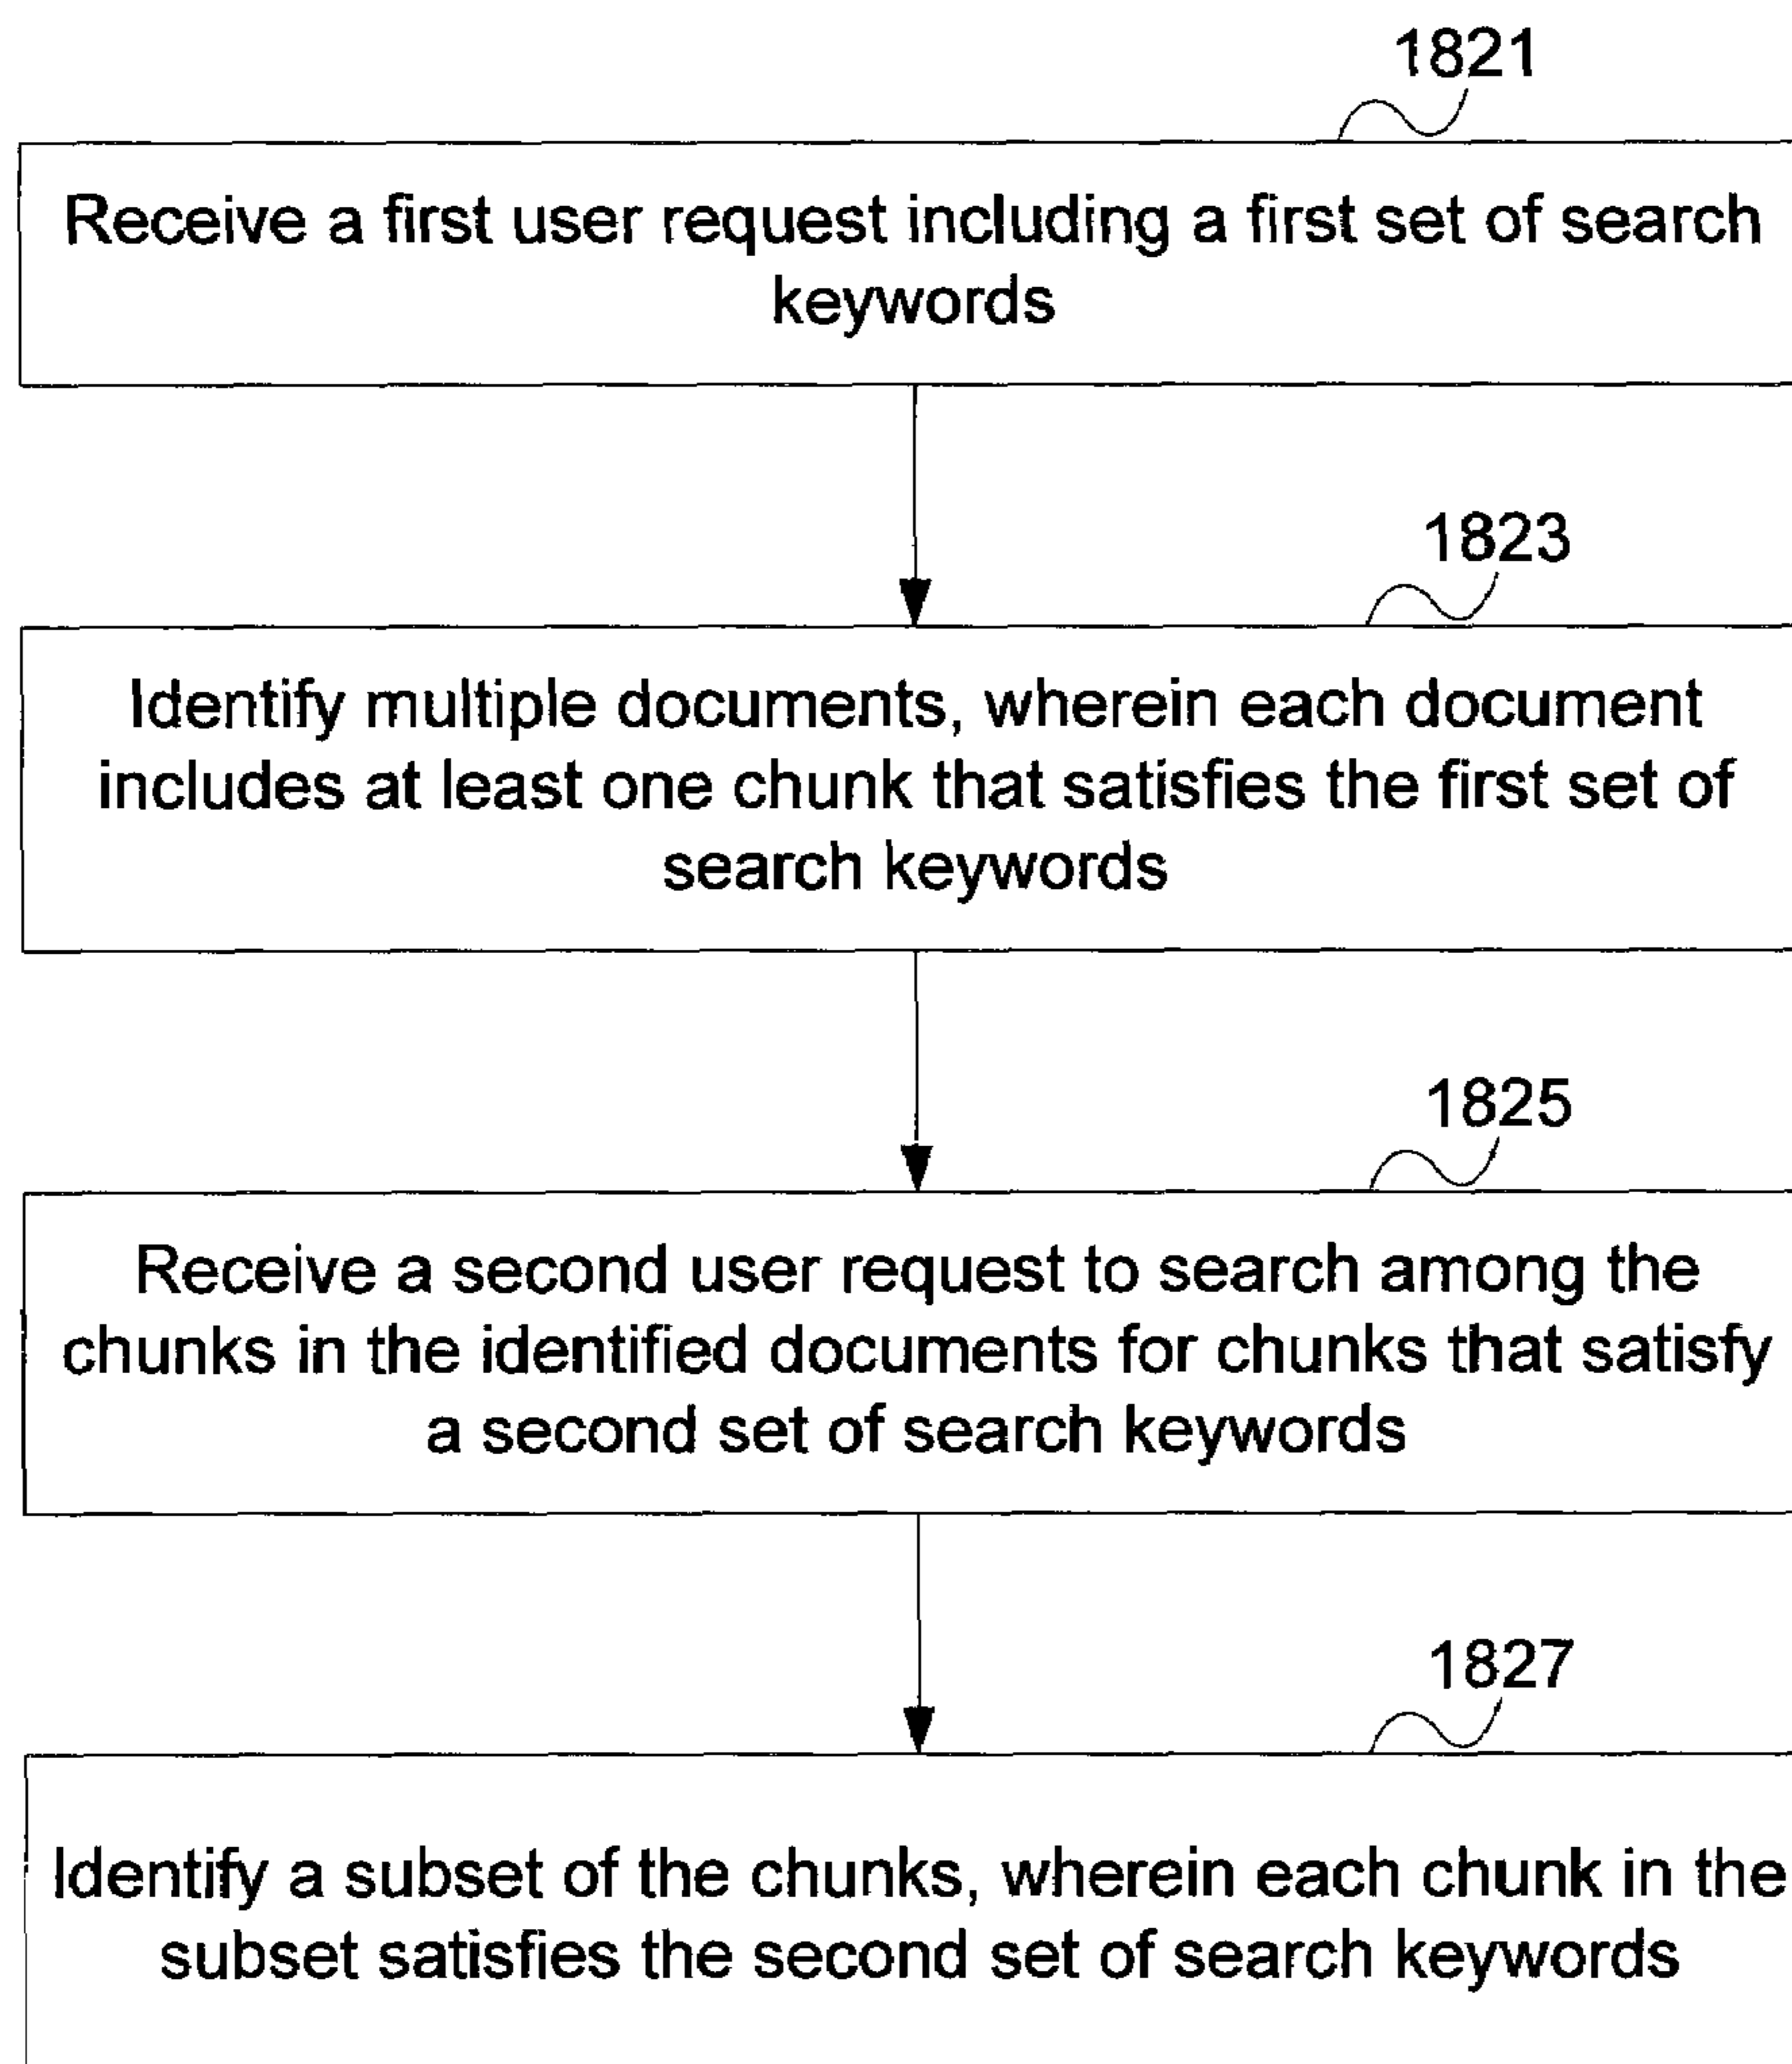 1821
Receive a first user request including a first set of search
keywords
1823
Identify multiple documents, wherein each document
includes at least one chunk that satisfies the first set of
search keywords
1825
Receive a second user request to search among the
chunks in the identified documents for chunks that satisfy
a second set of search keywords
1827
Identify a subset of the chunks, wherein each chunk in the
subset satisfies the second set of search keywords